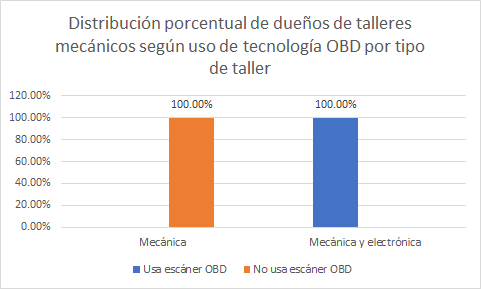 Distribución porcentual de dueños de talleres
mecánicos según uso de tecnología OBD por tipo
de taller
120.00%
100.00%
80.00%
60.00%
40.00%
20.00%
0.00%
100.00%
100.00%
Mecánica
Mecánica y electrónica
Usa escáner OBD
No usa escáner OBD